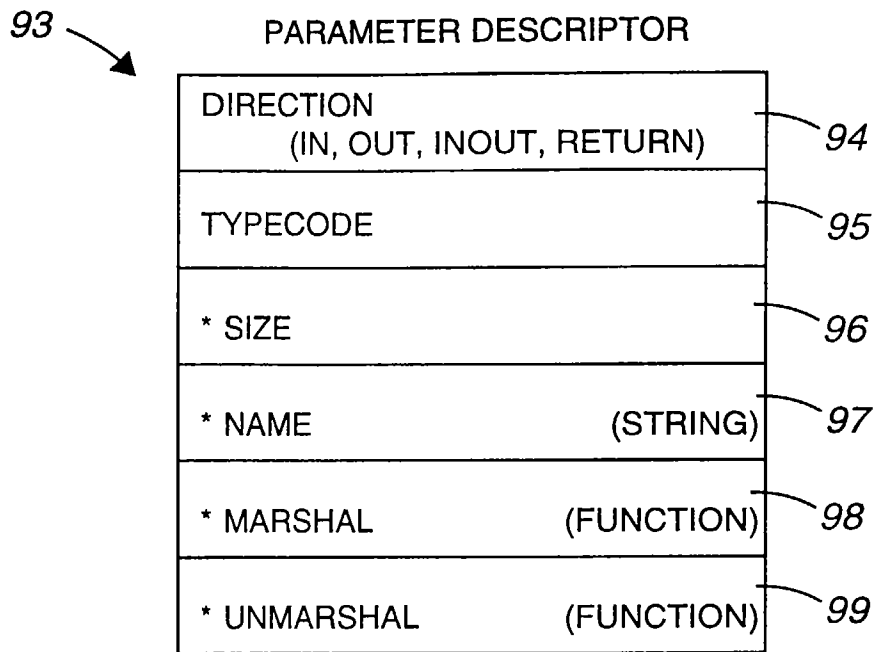 93
PARAMETER DESCRIPTOR
DIRECTION
(IN, OUT, INOUT, RETURN)
94
TYPECODE
95
* SIZE
96
* NAME (STRING)
97
* MARSHAL (FUNCTION)
98
* UNMARSHAL (FUNCTION)
99